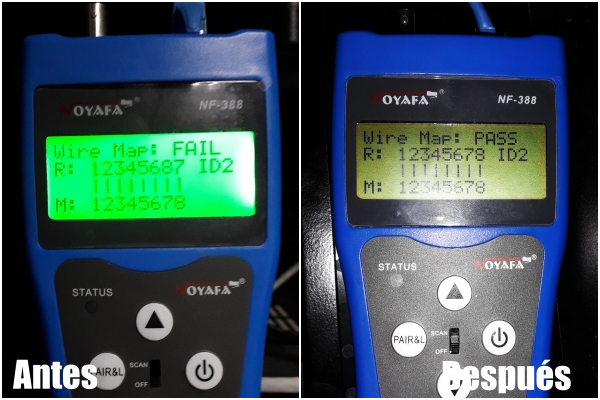 NOYAFA®
NF-388
Wire Map: FAIL
R: 12345687 ID2
M: 12345678
STATUS
NOYAFA®
PAIR&L
SCAN
OFF
Antes
NOYAFA®
NF-388
Wire Map: PASS
R: 12345678 ID2
M: 12345678
STATUS
NOYAFA®
PAIR&L
SCAN
OFF
Después